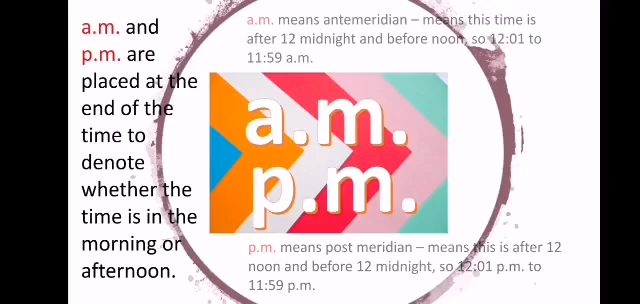 a.m. and
p.m. are
placed at the
end of the
time to
denote
whether the
time is in the
morning or
afternoon.
a.m. means antemeridian – means this time is
after 12 midnight and before noon, so 12:01 to
11:59 a.m.
a.m.
p.m.
p.m. means post meridian – means this is after 12
noon and before 12 midnight, so 12:01 p.m. to
11:59 p.m.